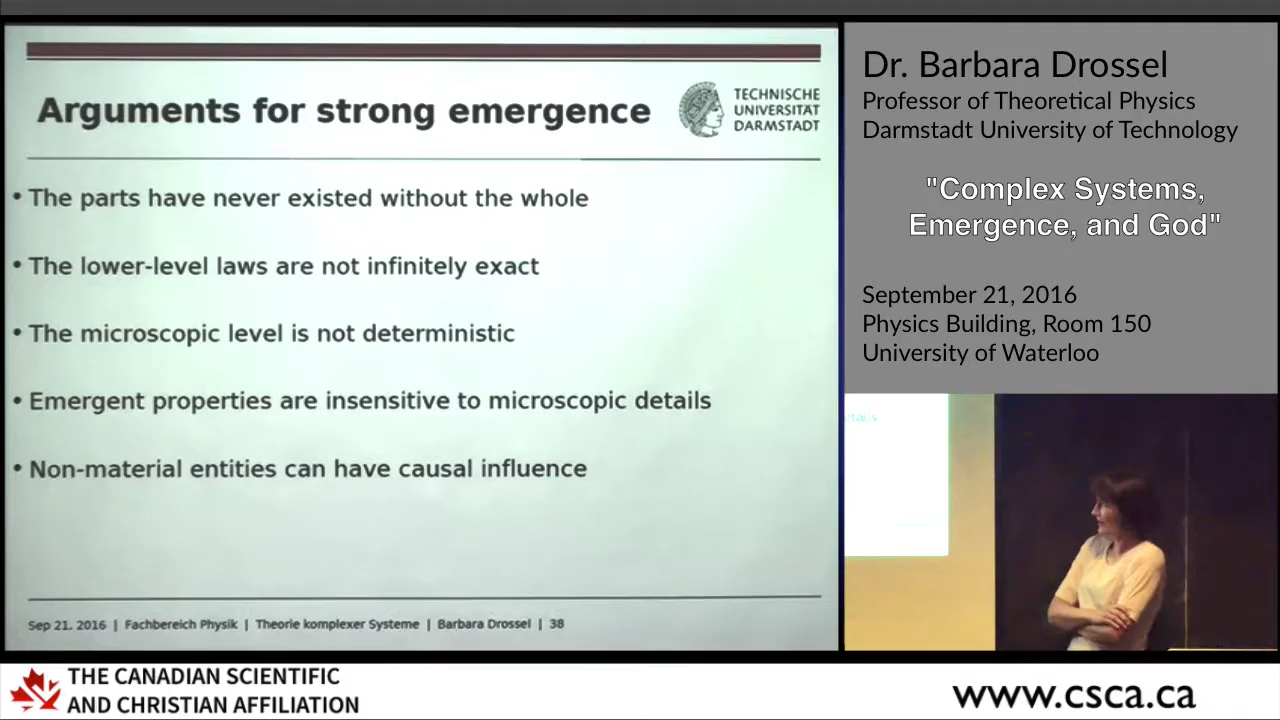 Arguments for strong emergence
TECHNISCHE
UNIVERSITÄT
DARMSTADT
• The parts have never existed without the whole
• The lower-level laws are not infinitely exact
• The microscopic level is not deterministic
• Emergent properties are insensitive to microscopic details
• Non-material entities can have causal influence
Sep 21, 2016 | Fachbereich Physik | Theorie komplexer Systeme | Barbara Drossel | 38
Dr. Barbara Drossel
Professor of Theoretical Physics
Darmstadt University of Technology
"Complex Systems,
Emergence, and God"
September 21, 2016
Physics Building, Room 150
University of Waterloo
etails
THE CANADIAN SCIENTIFIC
AND CHRISTIAN AFFILIATION
www.csca.ca